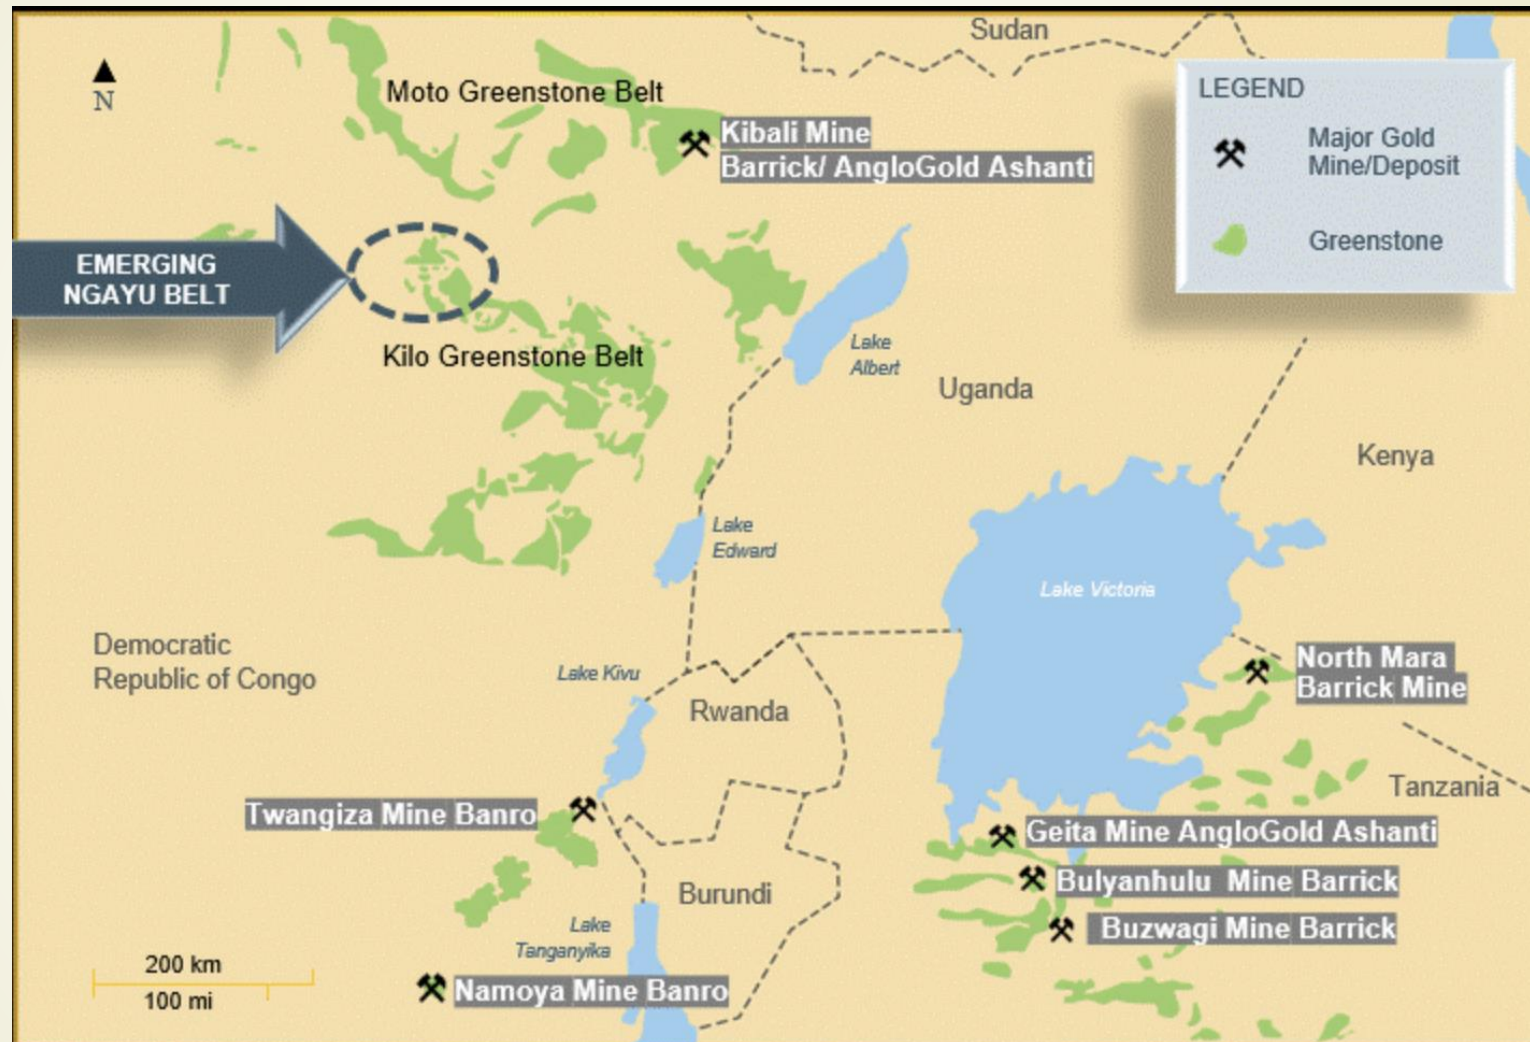 Sudan
N
Moto Greenstone Belt
Kibali Mine
Barrick/ AngloGold Ashanti
LEGEND
Major Gold
Mine/Deposit
Greenstone
EMERGING
NGAYU BELT
Kilo Greenstone Belt
Lake
Albert
Uganda
Kenya
Lake
Edward
Lake Victoria
Democratic
Republic of Congo
Lake Kivu
Rwanda
North Mara
Barrick Mine
Tanzania
Twangiza Mine Banro
Geita Mine AngloGold Ashanti
Bulyanhulu Mine Barrick
Burundi
Buzwagi Mine Barrick
Lake
Tanganyika
200 km
100 mi
Namoya Mine Banro